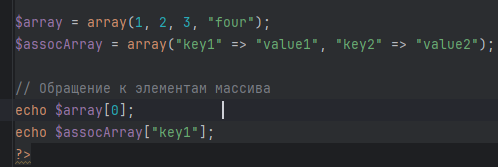 $array = array(1, 2, 3, "four");
$assocArray = array("key1" => "value1", "key2" => "value2");
// Обращение к элементам массива
echo $array[0];
echo $assocArray["key1"];
?>